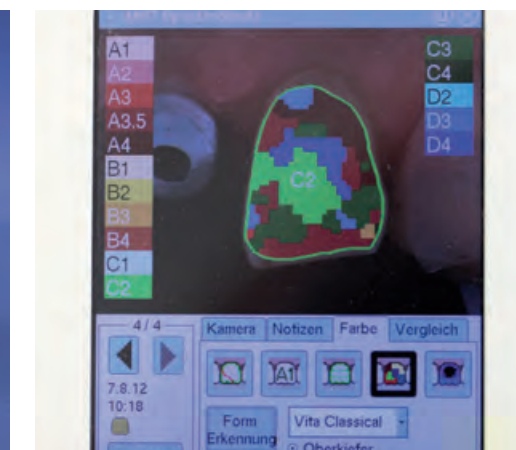 A1
A2
A3
A3.5
A4
B1
B2
B3
B4
C1
C2
C3
C4
D2
D3
D4
C2
4/4
7.8.12
10:18
Kamera Notizen Farbe Vergleich
A1
Form
Erkennung
Vita Classical
Oberkiefer